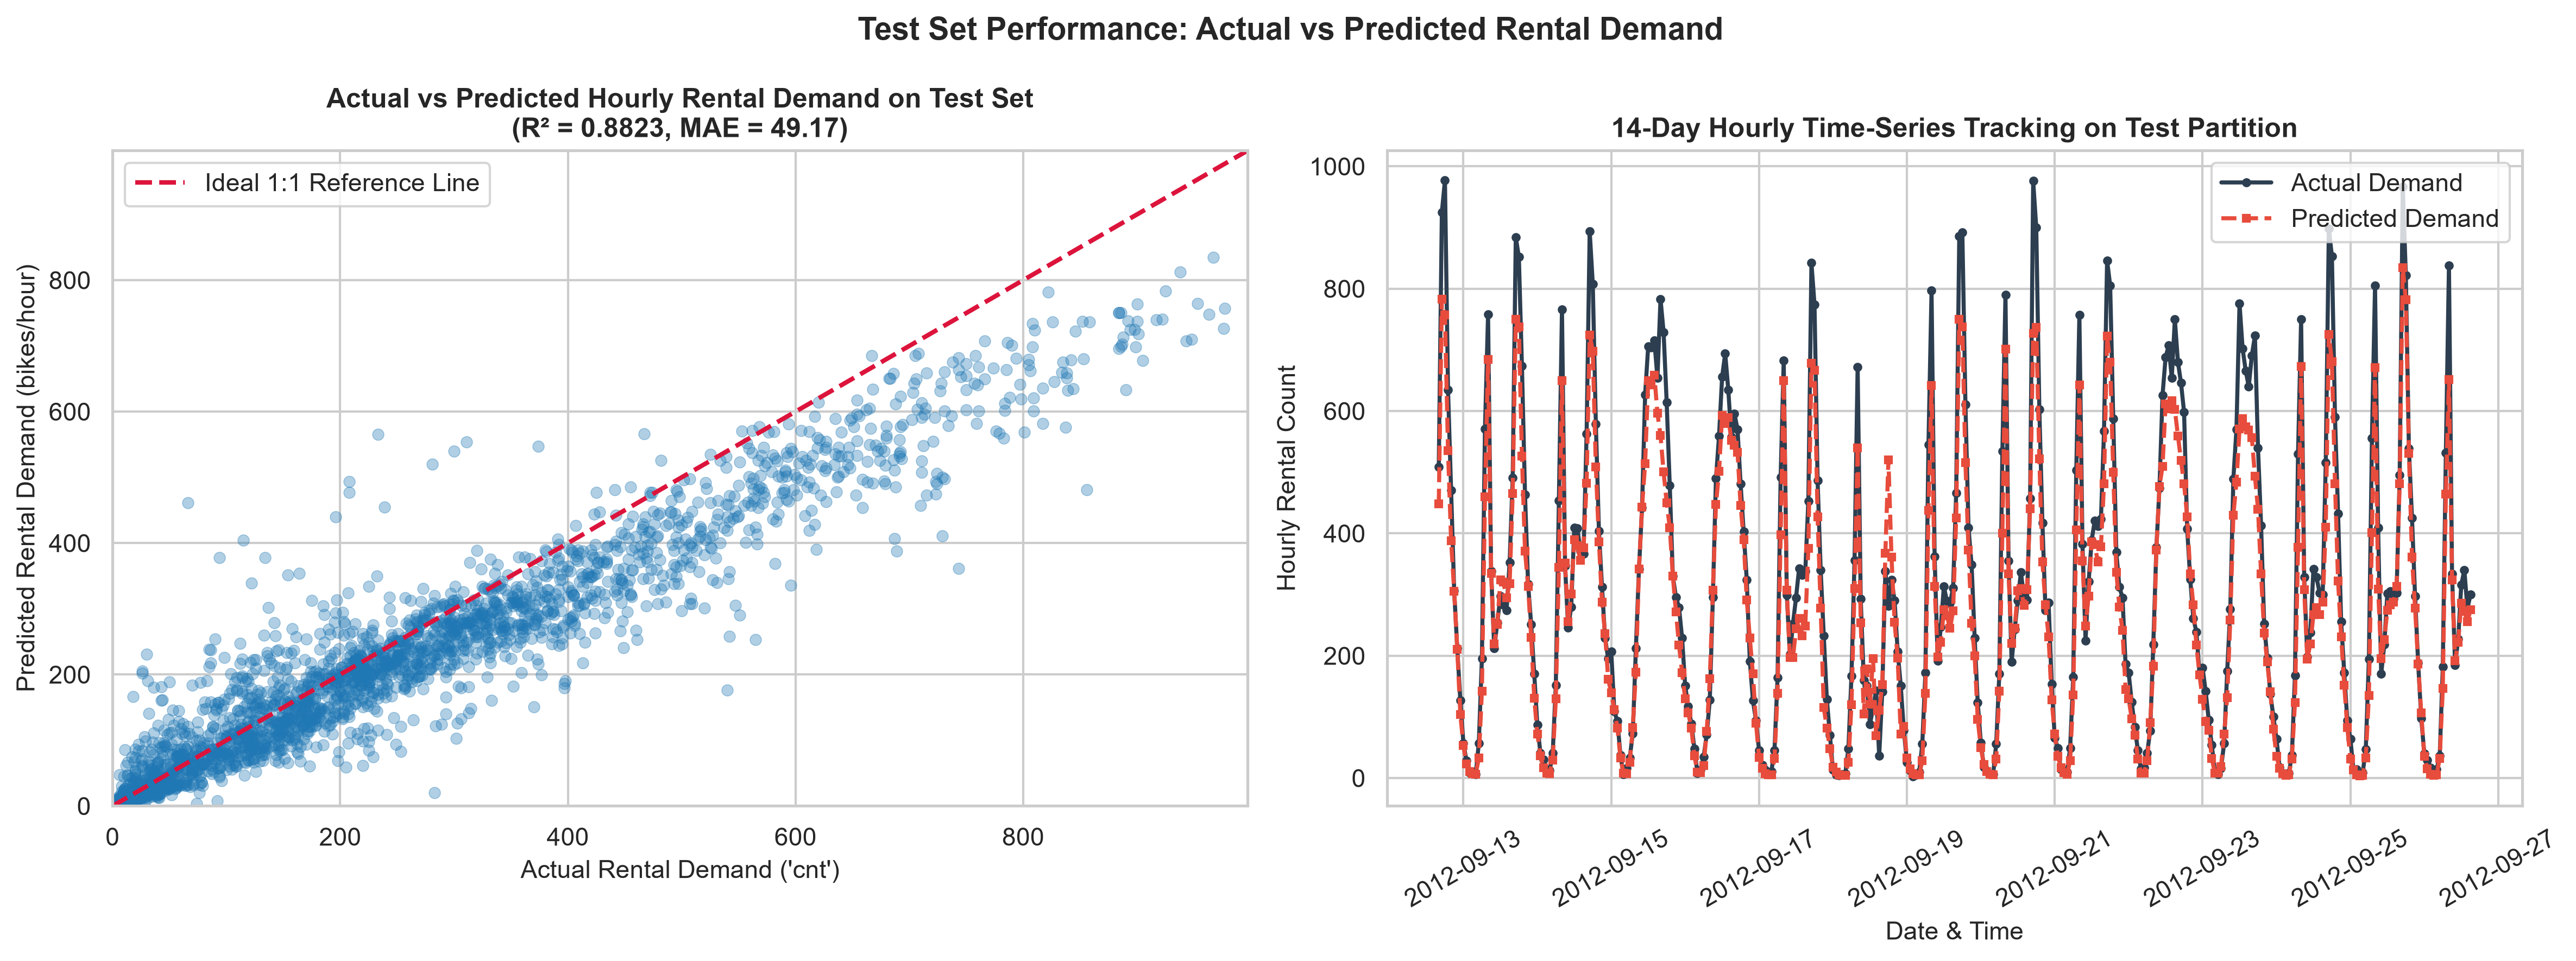 Test Set Performance: Actual vs Predicted Rental Demand
Actual vs Predicted Hourly Rental Demand on Test Set
(R² = 0.8823, MAE = 49.17)
Ideal 1:1 Reference Line
Predicted Rental Demand (bikes/hour)
800
600
400
200
0
0
200
400
600
800
Actual Rental Demand ('cnt')
14-Day Hourly Time-Series Tracking on Test Partition
Actual Demand
Predicted Demand
Hourly Rental Count
1000
800
600
400
200
0
2012-09-13
2012-09-15
2012-09-17
2012-09-19
2012-09-21
2012-09-23
2012-09-25
2012-09-27
Date & Time